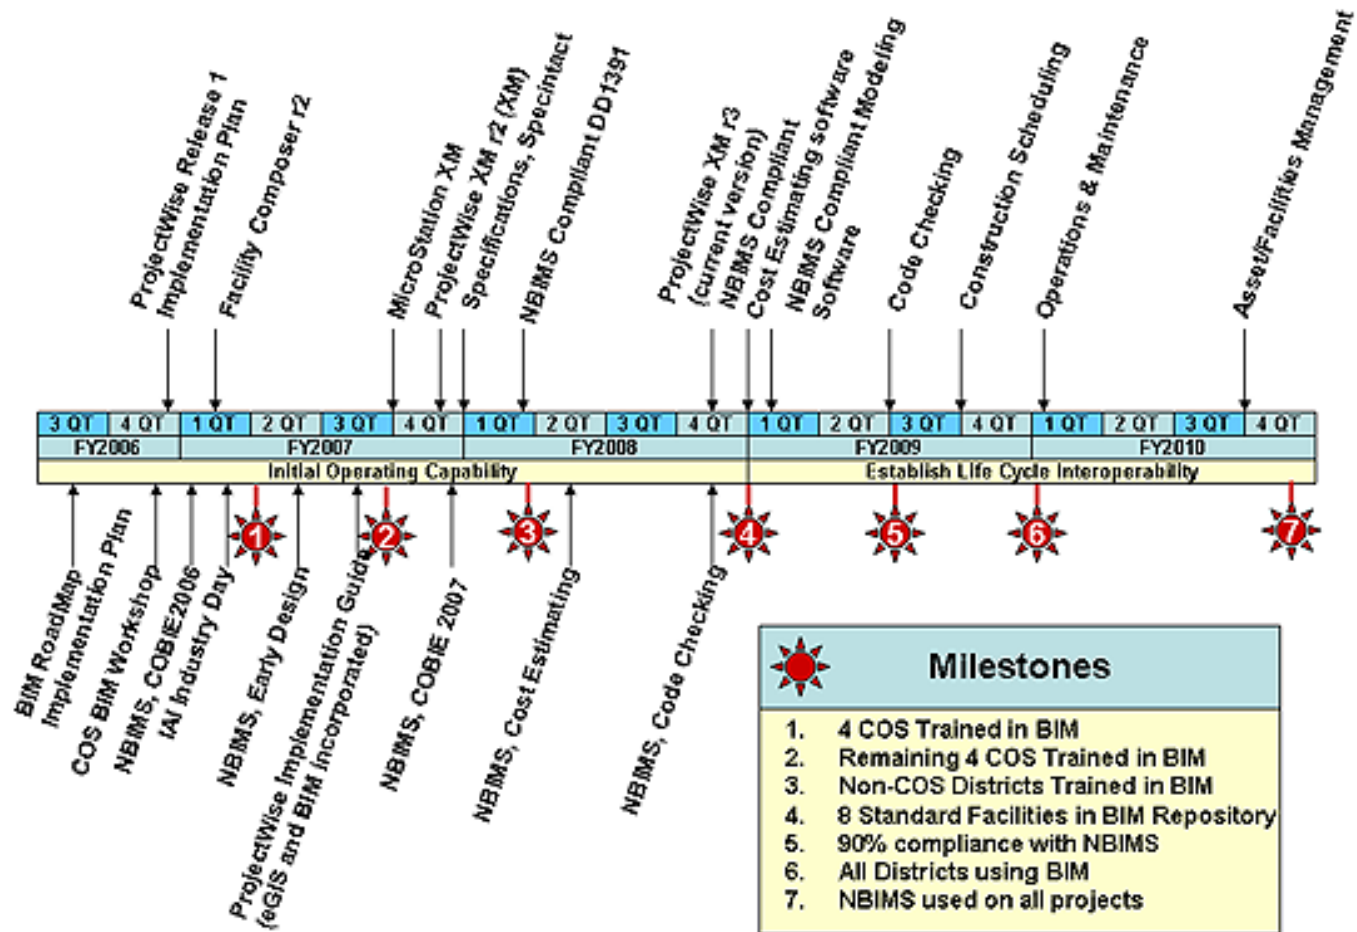 ProjectWise Release 1
Implementation Plan
Facility Composer r2
MicroStation XM
ProjectWise XM r2 (XM)
Specifications, Specintact
NBIMS Compliant DD1391
ProjectWise XM r3
(current version)
NBIMS Compliant
Cost Estimating software
NBIMS Compliant Modeling
Software
Code Checking
Construction Scheduling
Operations & Maintenance
Asset/Facilities Management
3 QT 4 QT 1 QT 2 QT 3 QT 4 QT 1 QT 2 QT 3 QT 4 QT 1 QT 2 QT 3 QT 4 QT 1 QT 2 QT 3 QT 4 QT
FY2006 FY2007 FY2008 FY2009 FY2010
Initial Operating Capability Establish Life Cycle Interoperability
1 2 3 4 5 6 7
BIM RoadMap
Implementation Plan
COS BIM Workshop
NBIMS, COBIE2006
IAI Industry Day
NBIMS, Early Design
ProjectWise Implementation Guide
(eGIS and BIM incorporated)
NBIMS, COBIE 2007
NBIMS, Cost Estimating
NBIMS, Code Checking
Milestones
1. 4 COS Trained in BIM
2. Remaining 4 COS Trained in BIM
3. Non-COS Districts Trained in BIM
4. 8 Standard Facilities in BIM Repository
5. 90% compliance with NBIMS
6. All Districts using BIM
7. NBIMS used on all projects